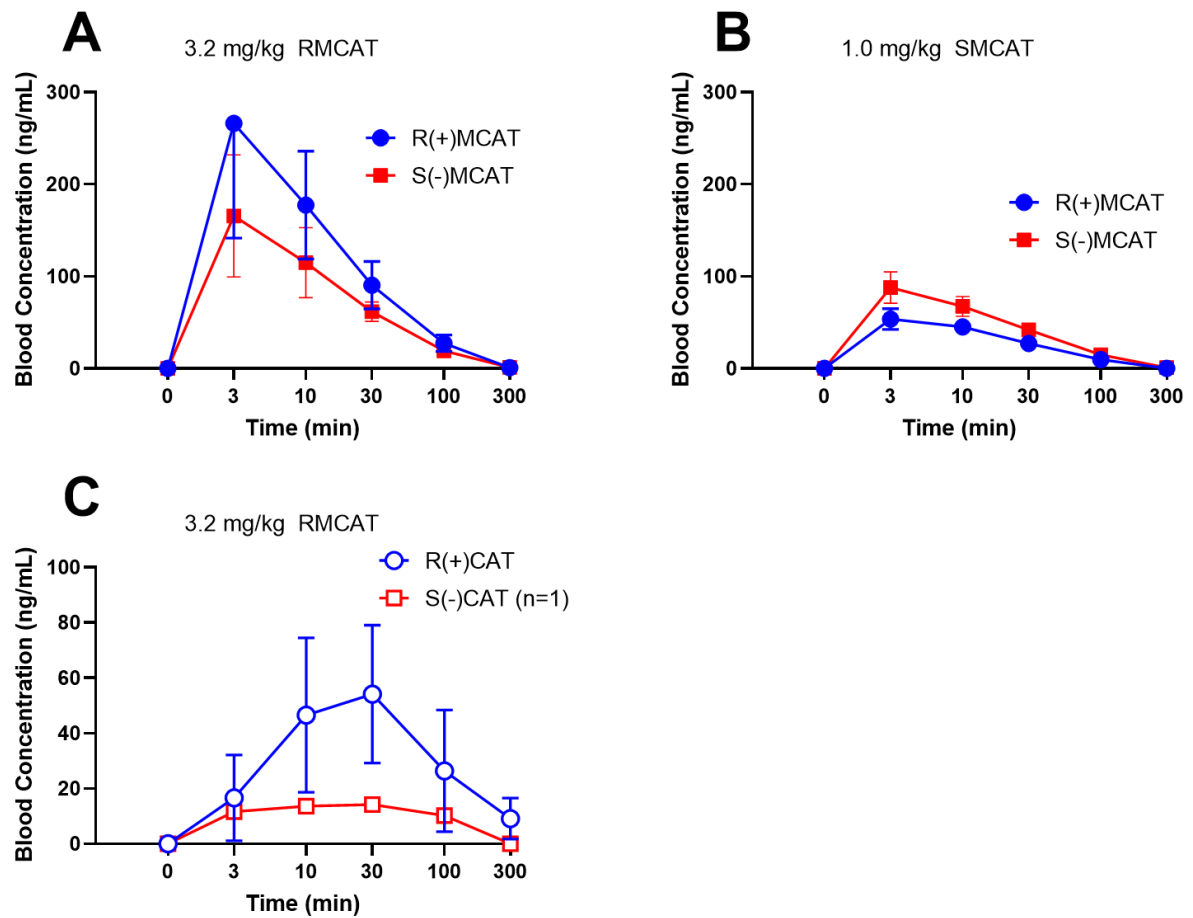 A
3.2 mg/kg RMCAT
Blood Concentration (ng/mL)
300
200
100
0
R(+)MCAT
S(-)MCAT
0 3 10 30 100 300
Time (min)
B
1.0 mg/kg SMCAT
Blood Concentration (ng/mL)
300
200
100
0
R(+)MCAT
S(-)MCAT
0 3 10 30 100 300
Time (min)
C
3.2 mg/kg RMCAT
Blood Concentration (ng/mL)
100
80
60
40
20
0
R(+)CAT
S(-)CAT (n=1)
0 3 10 30 100 300
Time (min)